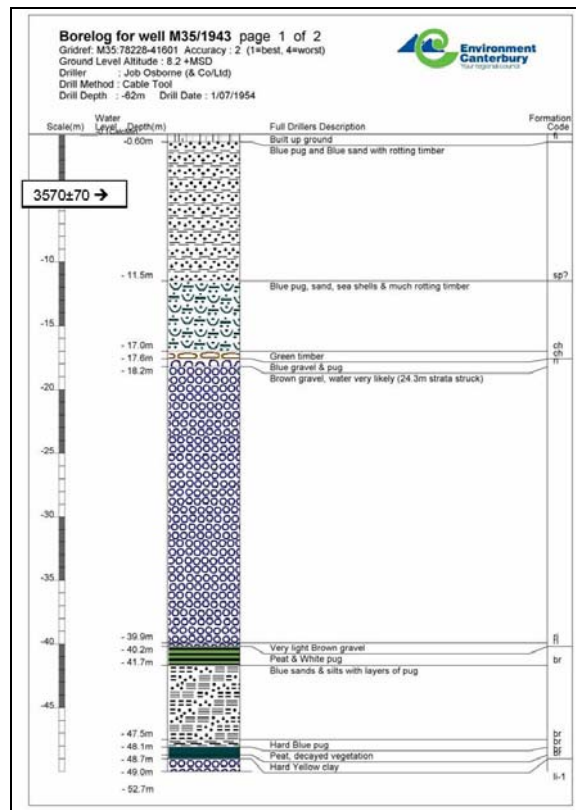 Borelog for well M35/1943 page 1 of 2
Gridref: M35:78228-41601 Accuracy : 2 (1=best, 4=worst)
Ground Level Altitude : 8.2 +MSD
Driller : Job Osborne (& Co/Ltd)
Drill Method : Cable Tool
Drill Depth : -62m Drill Date : 1/07/1954
Environment
Canterbury
Your regional council
Scale(m) Water Level Depth(m) Full Drillers Description Formation Code
-0.60m Built up ground fi
Blue pug and Blue sand with rotting timber
3570±70 →
-10
- 11.5m sp?
Blue pug, sand, sea shells & much rotting timber
-15
- 17.0m ch
- 17.6m Green timber ch
- 18.2m Blue gravel & pug ri
Brown gravel, water very likely (24.3m strata struck)
-20
-25
-30
-35
- 39.9m ri
-40
- 40.2m Very light Brown gravel ri
- 41.7m Peat & White pug br
Blue sands & silts with layers of pug
-45
- 47.5m br
- 48.1m Hard Blue pug br
- 48.7m Peat, decayed vegetation br
- 49.0m Hard Yellow clay
li-1
- 52.7m